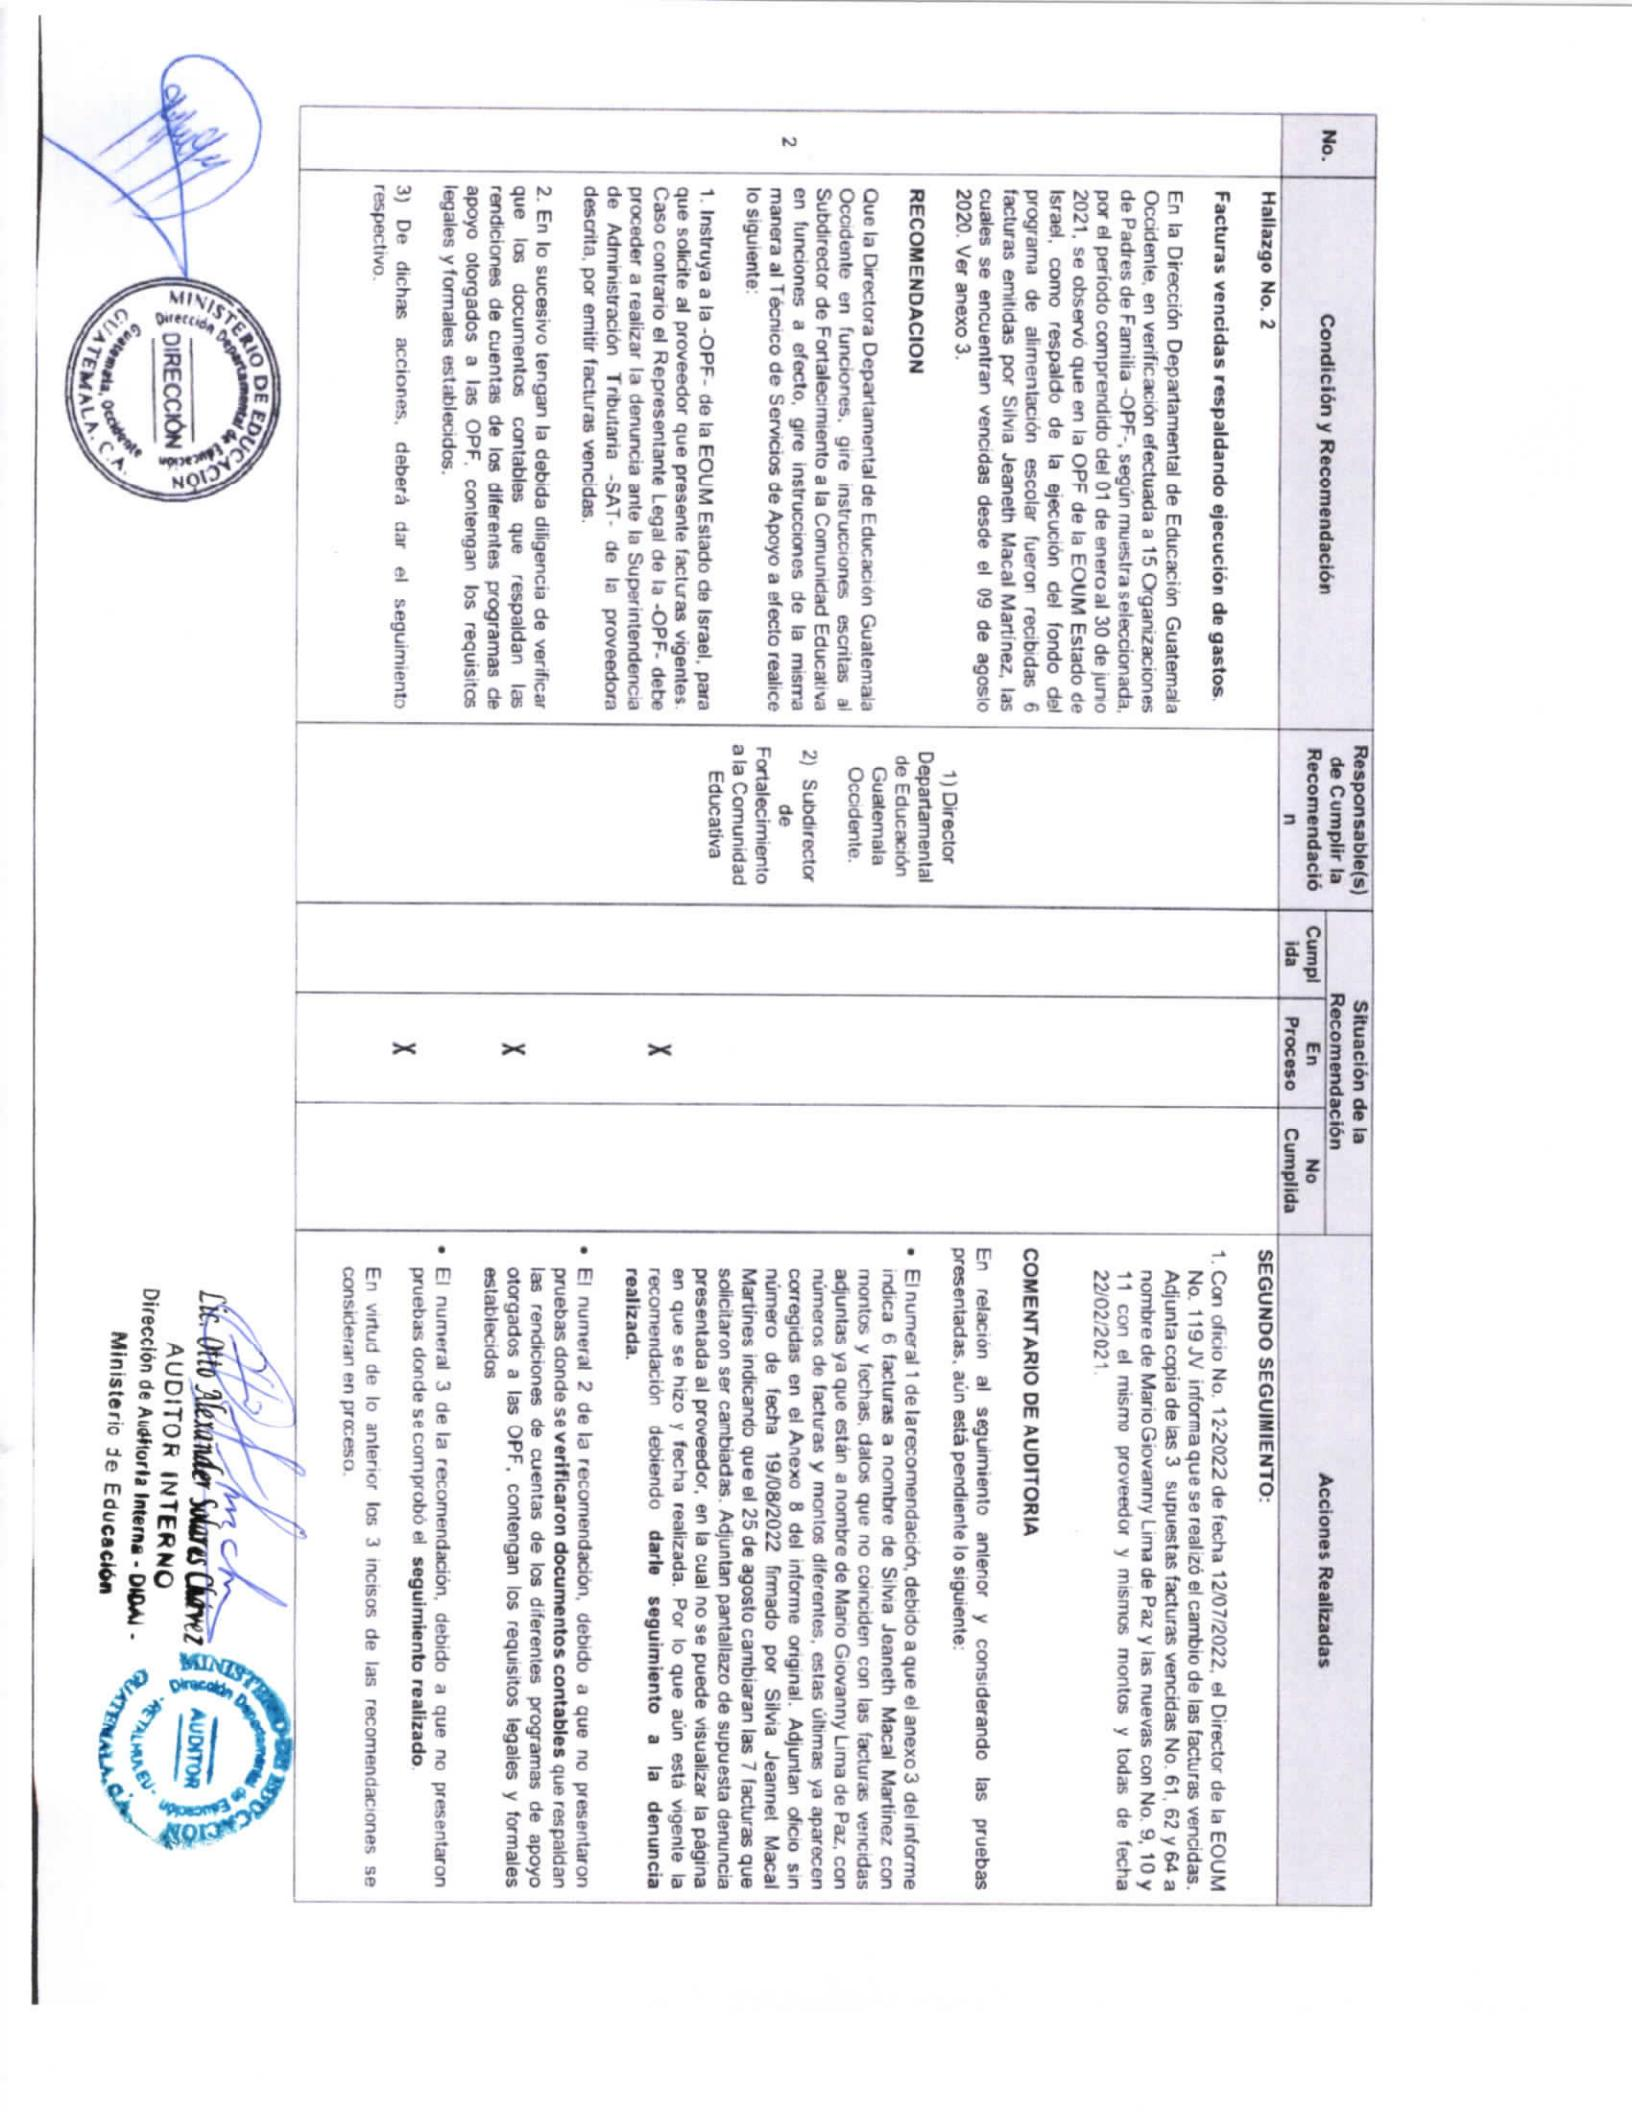 No.
Condición y Recomendación
Responsable(s)
de Cumplir la
Recomendació
n
Situación de la
Recomendación
Cumpl
ida
En
Proceso
No
Cumplida
Acciones Realizadas
2
Hallazgo No. 2
Facturas vencidas respaldando ejecución de gastos.
En la Dirección Departamental de Educación Guatemala
Occidente, en verificación efectuada a 15 Organizaciones
de Padres de Familia -OPF-, según muestra seleccionada,
por el período comprendido del 01 de enero al 30 de junio
2021, se observó que en la OPF de la EOUM Estado de
Israel, como respaldo de la ejecución del fondo del
programa de alimentación escolar fueron recibidas 6
facturas emitidas por Silvia Jeaneth Macal Martínez, las
cuales se encuentran vencidas desde el 09 de agosto
2020. Ver anexo 3.
RECOMENDACION
Que la Directora Departamental de Educación Guatemala
Occidente en funciones, gire instrucciones escritas al
Subdirector de Fortalecimiento a la Comunidad Educativa
en funciones a efecto, gire instrucciones de la misma
manera al Técnico de Servicios de Apoyo a efecto realice
lo siguiente:
1. Instruya a la -OPF- de la EOUM Estado de Israel, para
que solicite al proveedor que presente facturas vigentes.
Caso contrario el Representante Legal de la -OPF- debe
proceder a realizar la denuncia ante la Superintendencia
de Administración Tributaria -SAT- de la proveedora
descrita, por emitir facturas vencidas.
2. En lo sucesivo tengan la debida diligencia de verificar
que los documentos contables que respaldan las
rendiciones de cuentas de los diferentes programas de
apoyo otorgados a las OPF, contengan los requisitos
legales y formales establecidos.
3) De dichas acciones, deberá dar el seguimiento
respectivo.
1) Director
Departamental
de Educación
Guatemala
Occidente.
2) Subdirector
de
Fortalecimiento
a la Comunidad
Educativa
X
X
X
SEGUNDO SEGUIMIENTO:
1. Con oficio No. 12-2022 de fecha 12/07/2022, el Director de la EOUM
No. 119 JV informa que se realizó el cambio de las facturas vencidas.
Adjunta copia de las 3 supuestas facturas vencidas No. 61, 62 y 64 a
nombre de Mario Giovanny Lima de Paz y las nuevas con No. 9, 10 y
11 con el mismo proveedor y mismos montos y todas de fecha
22/02/2021.
COMENTARIO DE AUDITORIA
En relación al seguimiento anterior y considerando las pruebas
presentadas, aún está pendiente lo siguiente:
• El numeral 1 de la recomendación, debido a que el anexo 3 del informe
indica 6 facturas a nombre de Silvia Jeaneth Macal Martínez con
montos y fechas, datos que no coinciden con las facturas vencidas
adjuntas ya que están a nombre de Mario Giovanny Lima de Paz, con
números de facturas y montos diferentes, estas últimas ya aparecen
corregidas en el Anexo 8 del informe original. Adjuntan oficio sin
número de fecha 19/08/2022 firmado por Silvia Jeannet Macal
Martines indicando que el 25 de agosto cambiaran las 7 facturas que
solicitaron ser cambiadas. Adjuntan pantallazo de supuesta denuncia
presentada al proveedor, en la cual no se puede visualizar la página
en que se hizo y fecha realizada. Por lo que aún está vigente la
recomendación debiendo darle seguimiento a la denuncia
realizada.
• El numeral 2 de la recomendación, debido a que no presentaron
pruebas donde se verificaron documentos contables que respaldan
las rendiciones de cuentas de los diferentes programas de apoyo
otorgados a las OPF, contengan los requisitos legales y formales
establecidos
• El numeral 3 de la recomendación, debido a que no presentaron
pruebas donde se comprobó el seguimiento realizado.
En virtud de lo anterior los 3 incisos de las recomendaciones se
consideran en proceso.
MINISTERIO DE EDUCACIÓN
Dirección Departamental de Educación
DIRECCIÓN
Guatemala, Occidente
GUATEMALA, C.A.
Lic. Otto Alexander Solares Chávez
AUDITOR INTERNO
Dirección de Auditoría Interna - DIDAI -
Ministerio de Educación
MINISTERIO DE EDUCACION
Dirección Departamental de Educación
AUDITOR
GUATEMALA, C.A.